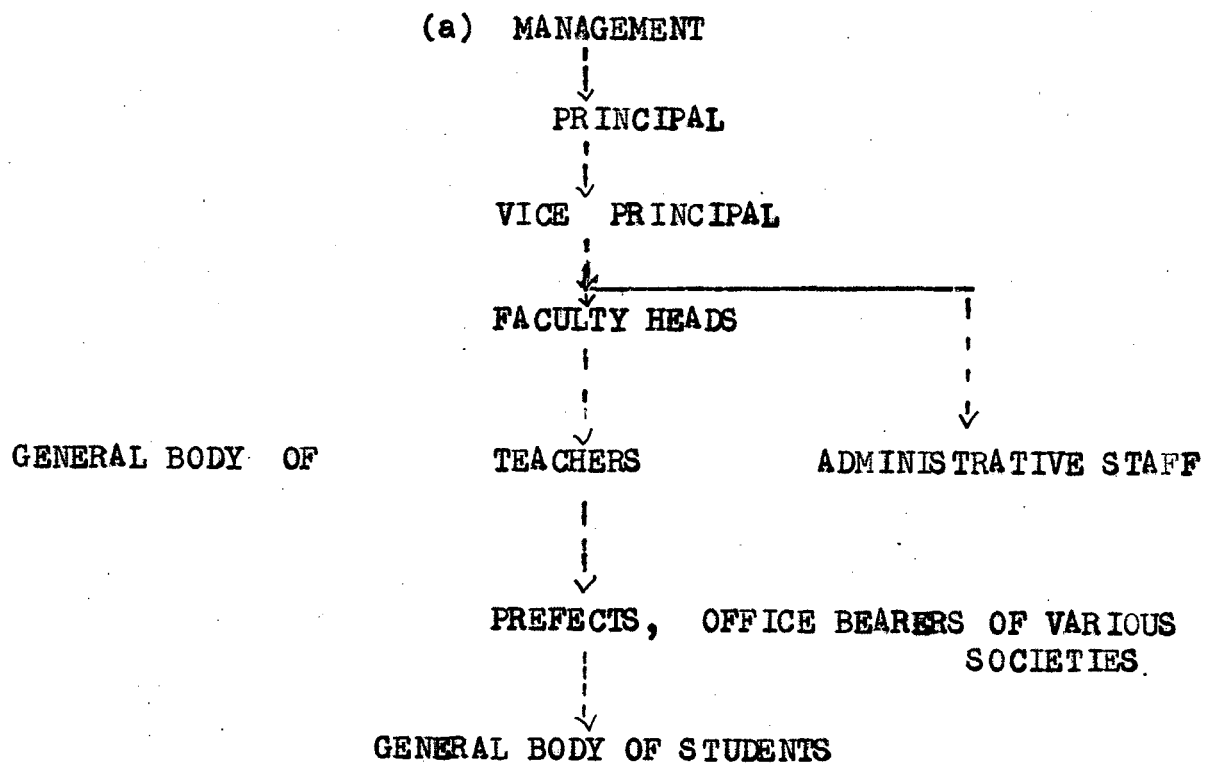 (a) MANAGEMENT
PRINCIPAL
VICE PRINCIPAL
FACULTY HEADS
GENERAL BODY OF TEACHERS ADMINISTRATIVE STAFF
PREFECTS, OFFICE BEARERS OF VARIOUS
SOCIETIES.
GENERAL BODY OF STUDENTS